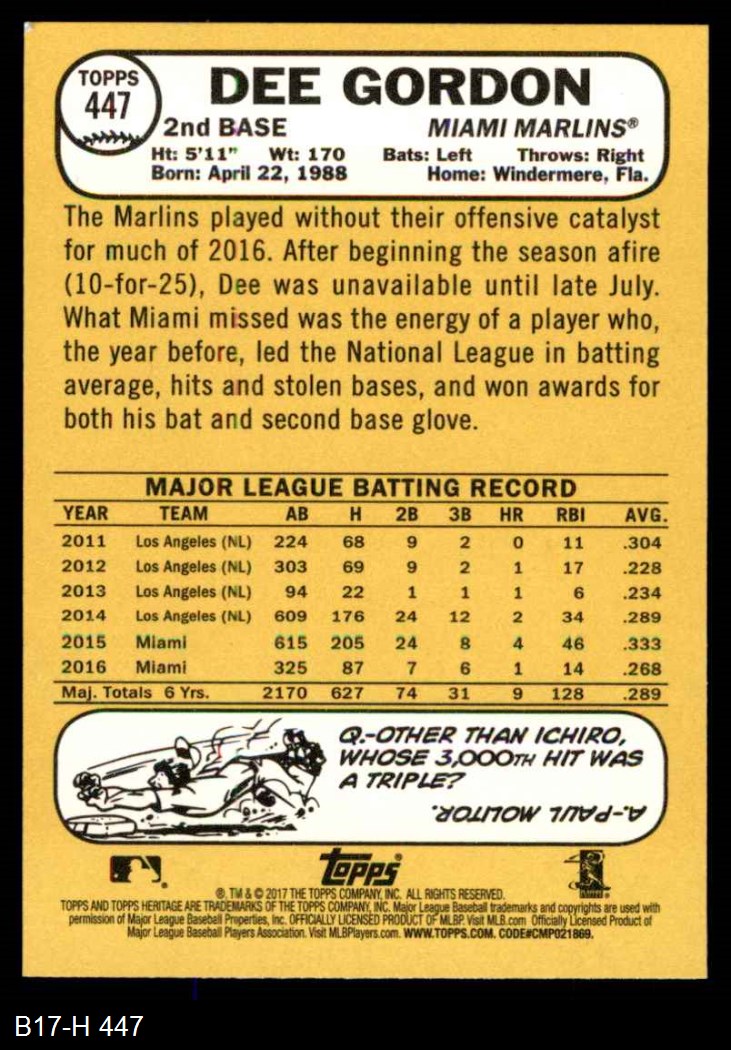 TOPPS
447
DEE GORDON
2nd BASE MIAMI MARLINS®
Ht: 5'11" Wt: 170 Bats: Left Throws: Right
Born: April 22, 1988 Home: Windermere, Fla.
The Marlins played without their offensive catalyst
for much of 2016. After beginning the season afire
(10-for-25), Dee was unavailable until late July.
What Miami missed was the energy of a player who,
the year before, led the National League in batting
average, hits and stolen bases, and won awards for
both his bat and second base glove.
MAJOR LEAGUE BATTING RECORD
YEAR TEAM AB H 2B 3B HR RBI AVG.
2011 Los Angeles (NL) 224 68 9 2 0 11 .304
2012 Los Angeles (NL) 303 69 9 2 1 17 .228
2013 Los Angeles (NL) 94 22 1 1 1 6 .234
2014 Los Angeles (NL) 609 176 24 12 2 34 .289
2015 Miami 615 205 24 8 4 46 .333
2016 Miami 325 87 7 6 1 14 .268
Maj. Totals 6 Yrs. 2170 627 74 31 9 128 .289
Q.-OTHER THAN ICHIRO,
WHOSE 3,000TH HIT WAS
A TRIPLE?
A.-PAUL MOLITOR.
Topps®
®, TM & © 2017 THE TOPPS COMPANY, INC. ALL RIGHTS RESERVED.
TOPPS AND TOPPS HERITAGE ARE TRADEMARKS OF THE TOPPS COMPANY, INC. Major League Baseball trademarks and copyrights are used with
permission of Major League Baseball Properties, Inc. OFFICIALLY LICENSED PRODUCT OF MLBP. Visit MLB.com Officially Licensed Product of
Major League Baseball Players Association. Visit MLBPlayers.com. WWW.TOPPS.COM. CODE#CMP021869.
B17-H 447